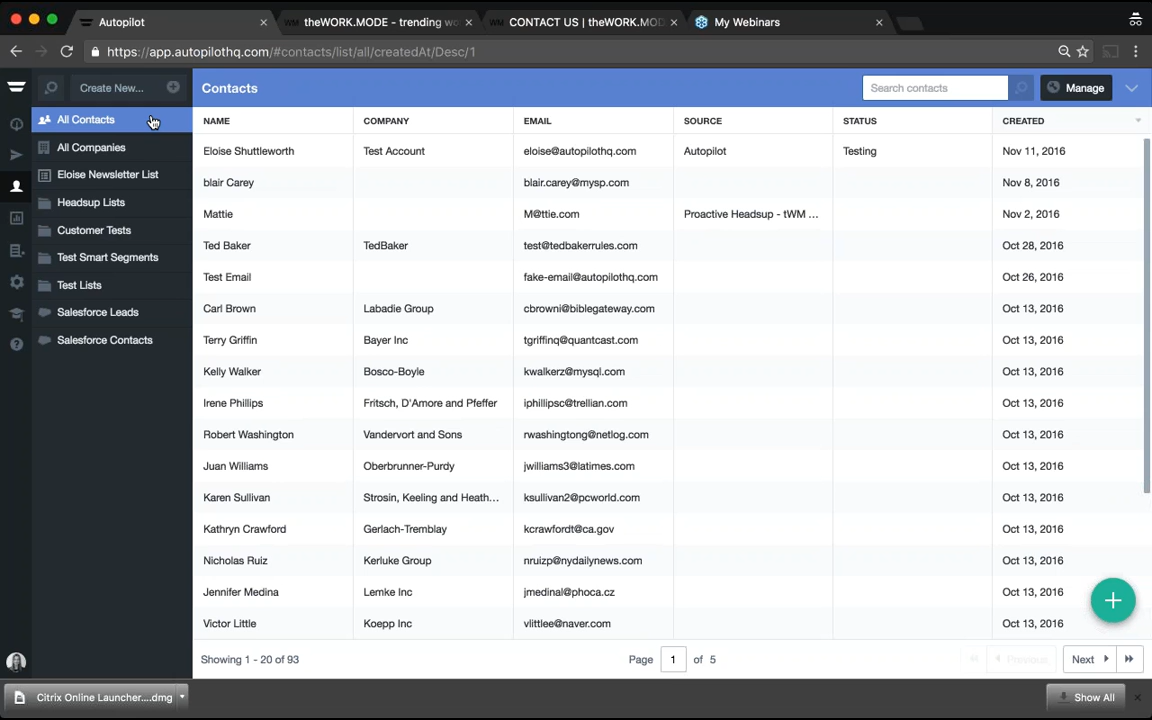 Autopilot
theWORK.MODE - trending wo
CONTACT US | theWORK.MOD
My Webinars
https://app.autopilothq.com/#contacts/list/all/createdAt/Desc/1
Create New...
Contacts
Search contacts
Manage
All Contacts
All Companies
Eloise Newsletter List
Headsup Lists
Customer Tests
Test Smart Segments
Test Lists
Salesforce Leads
Salesforce Contacts
NAME COMPANY EMAIL SOURCE STATUS CREATED
Eloise Shuttleworth Test Account eloise@autopilothq.com Autopilot Testing Nov 11, 2016
blair Carey blair.carey@mysp.com Nov 8, 2016
Mattie M@ttie.com Proactive Headsup - tWM ... Nov 2, 2016
Ted Baker TedBaker test@tedbakerrules.com Oct 28, 2016
Test Email fake-email@autopilothq.com Oct 26, 2016
Carl Brown Labadie Group cbrowni@biblegateway.com Oct 13, 2016
Terry Griffin Bayer Inc tgriffinq@quantcast.com Oct 13, 2016
Kelly Walker Bosco-Boyle kwalkerz@mysql.com Oct 13, 2016
Irene Phillips Fritsch, D'Amore and Pfeffer iphillipsc@trellian.com Oct 13, 2016
Robert Washington Vandervort and Sons rwashingtong@netlog.com Oct 13, 2016
Juan Williams Oberbrunner-Purdy jwilliams3@latimes.com Oct 13, 2016
Karen Sullivan Strosin, Keeling and Heath... ksullivan2@pcworld.com Oct 13, 2016
Kathryn Crawford Gerlach-Tremblay kcrawfordt@ca.gov Oct 13, 2016
Nicholas Ruiz Kerluke Group nruizp@nydailynews.com Oct 13, 2016
Jennifer Medina Lemke Inc jmedinal@phoca.cz Oct 13, 2016
Victor Little Koepp Inc vlittlee@naver.com Oct 13, 2016
Showing 1 - 20 of 93
Page 1 of 5
Previous
Next
Citrix Online Launcher....dmg
Show All